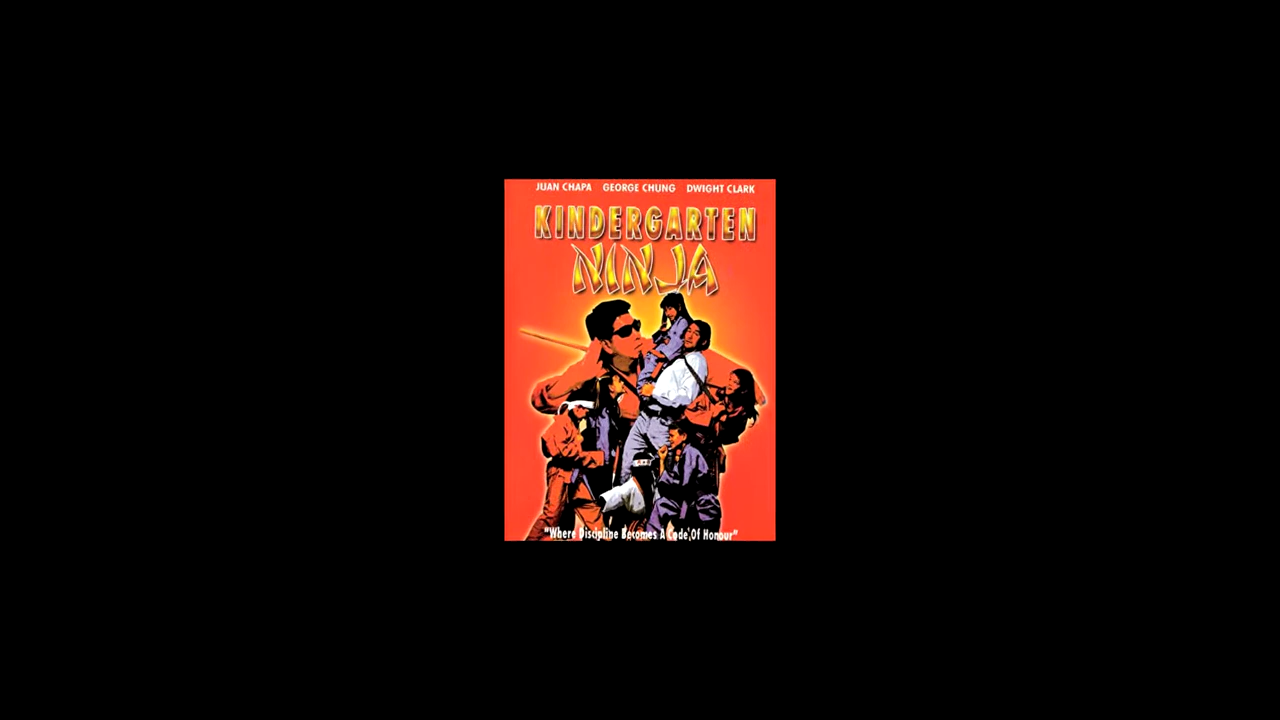 JUAN CHAPA GEORGE CHUNG DWIGHT CLARK
KINDERGARTEN
NINJA
"Where Discipline Becomes A Code Of Honour"